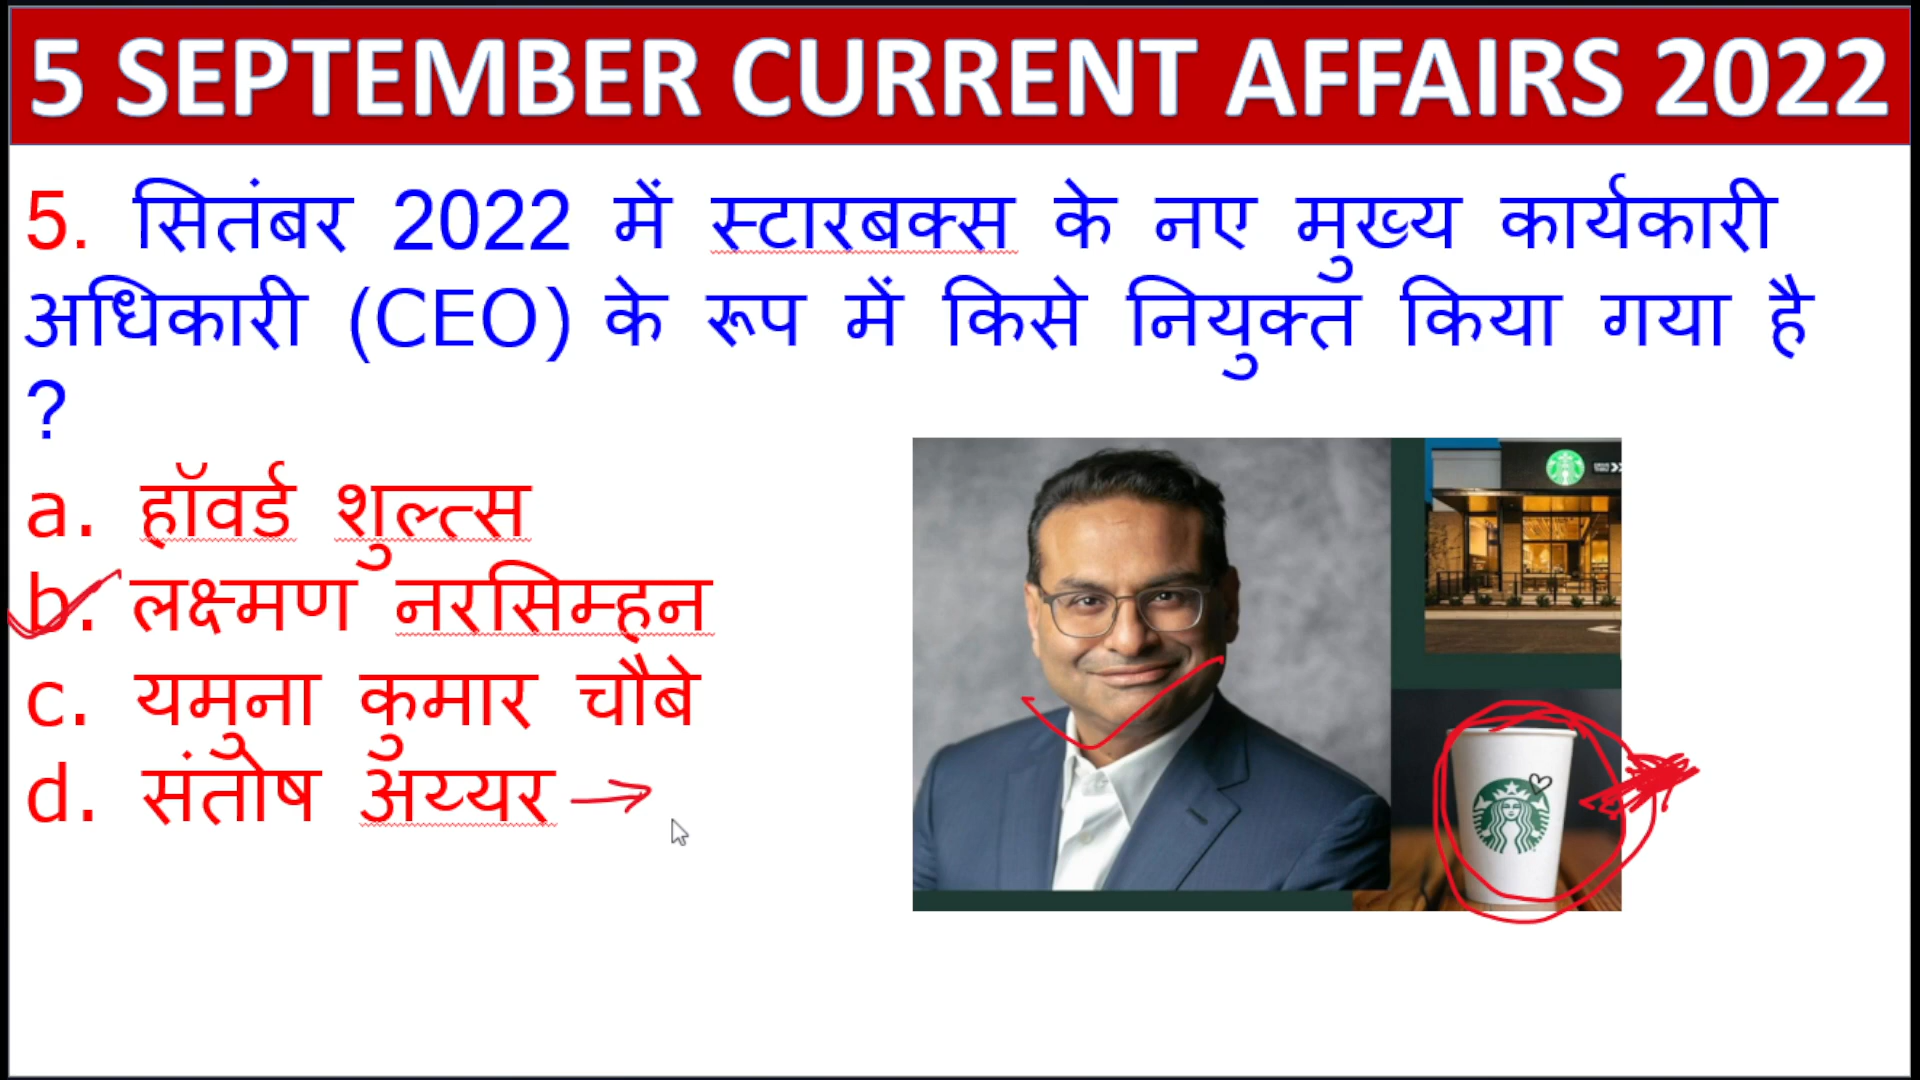 5 SEPTEMBER CURRENT AFFAIRS 2022
5. सितंबर 2022 में स्टारबक्स के नए मुख्य कार्यकारी
अधिकारी (CEO) के रूप में किसे नियुक्त किया गया है
?
a. हॉवर्ड शुल्त्स
b. लक्ष्मण नरसिम्हन
c. यमुना कुमार चौबे
d. संतोष अय्यर